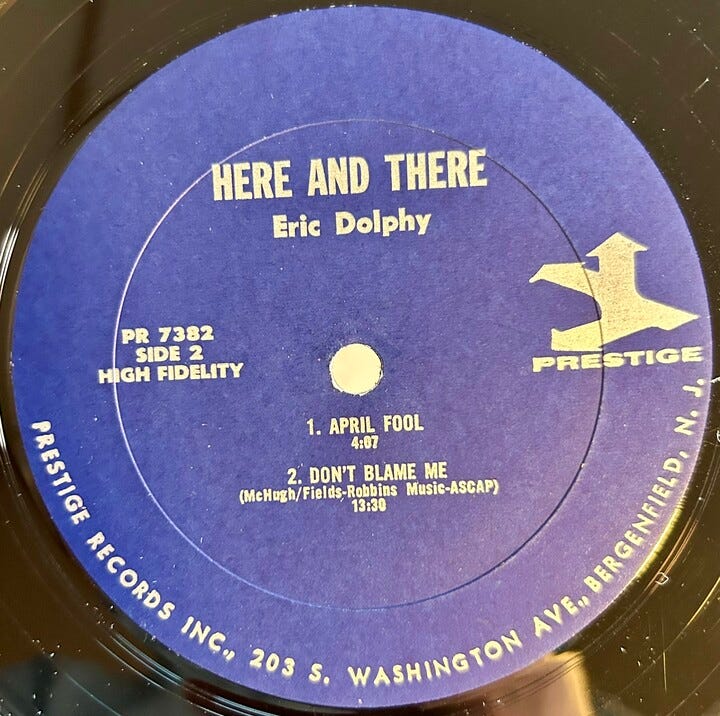 HERE AND THERE
Eric Dolphy
PR 7382
SIDE 2
HIGH FIDELITY
PRESTIGE
1. APRIL FOOL
4:07
2. DON'T BLAME ME
(McHugh/Fields-Robbins Music-ASCAP)
13:30
PRESTIGE RECORDS INC., 203 S. WASHINGTON AVE., BERGENFIELD, N. J.